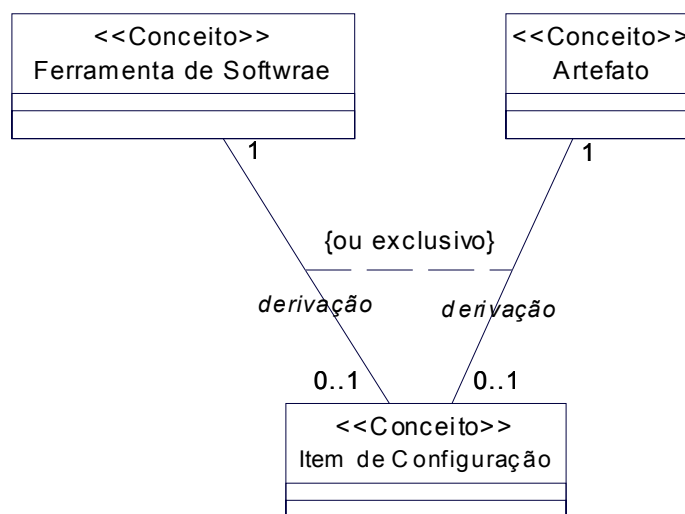 <<Conceito>>
Ferramenta de Softwrae
<<Conceito>>
Artefato
1
1
{ou exclusivo}
derivação
derivação
0..1
0..1
<<Conceito>>
Item de Configuração